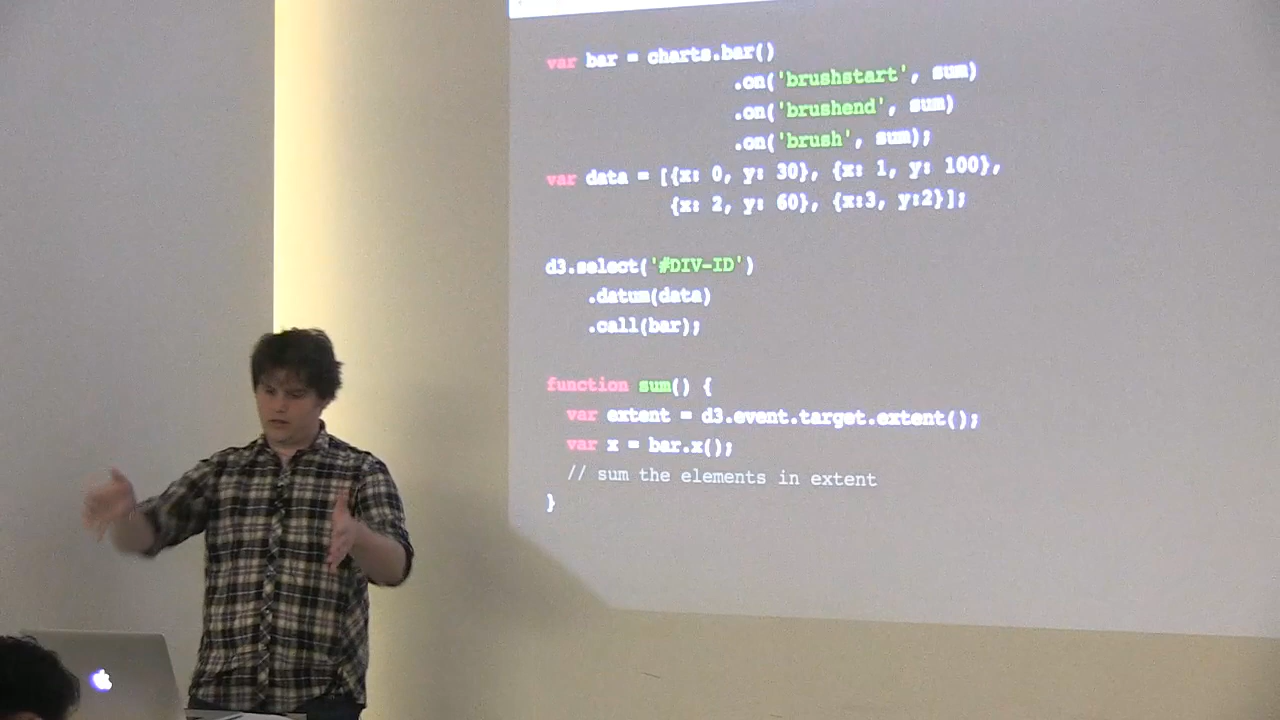 var bar = charts.bar()
.on('brushstart', sum)
.on('brushend', sum)
.on('brush', sum);
var data = [{x: 0, y: 30}, {x: 1, y: 100},
{x: 2, y: 60}, {x:3, y:2}];
d3.select('#DIV-ID')
.datum(data)
.call(bar);
function sum() {
var extent = d3.event.target.extent();
var x = bar.x();
// sum the elements in extent
}